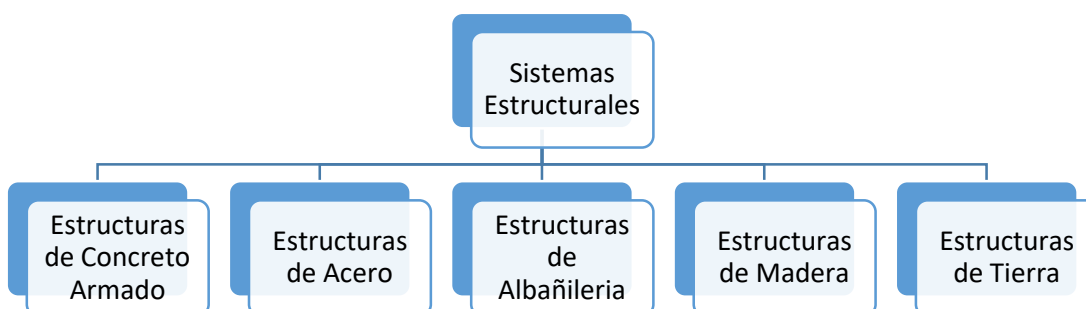 Sistemas
Estructurales
Estructuras
de Concreto
Armado
Estructuras
de Acero
Estructuras
de
Albañileria
Estructuras
de Madera
Estructuras
de Tierra